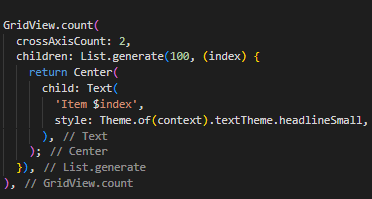 GridView.count(
  crossAxisCount: 2,
  children: List.generate(100, (index) {
    return Center(
      child: Text(
        'Item $index',
        style: Theme.of(context).textTheme.headlineSmall,
      ), // Text
    ); // Center
  }), // List.generate
), // GridView.count